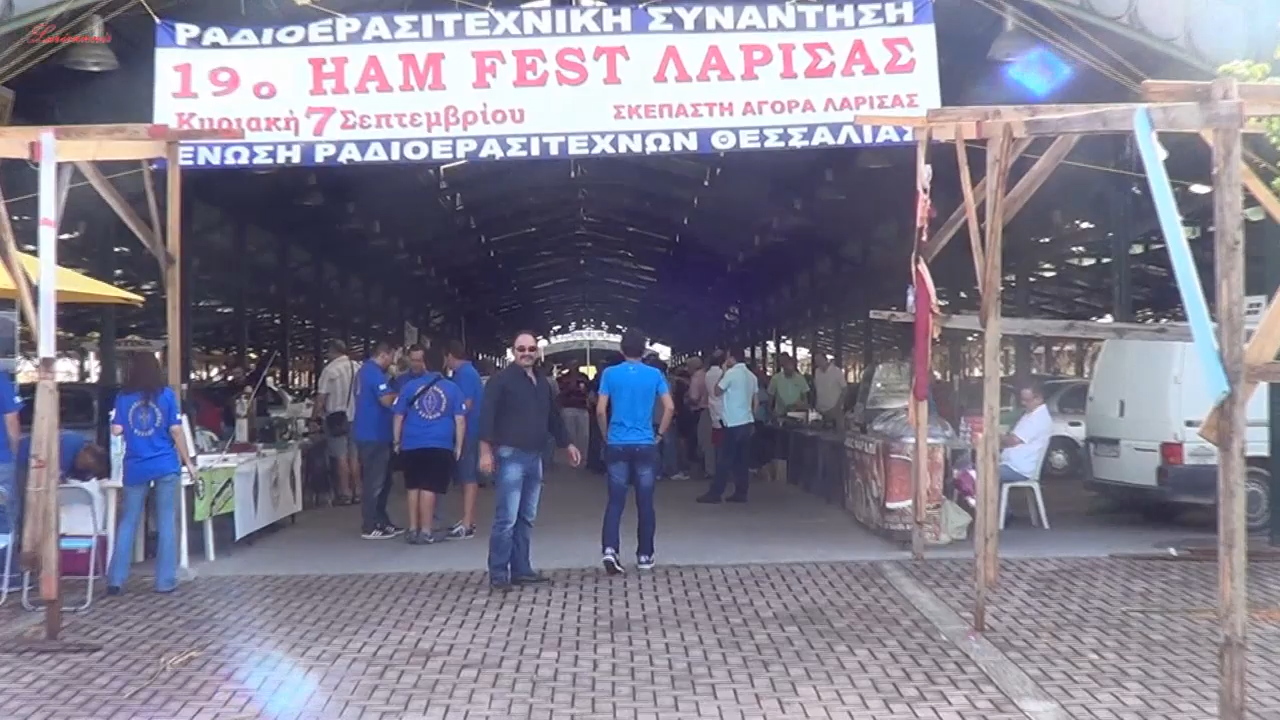 ΡΑΔΙΟΕΡΑΣΙΤΕΧΝΙΚΗ ΣΥΝΑΝΤΗΣΗ
19ο HAM FEST ΛΑΡΙΣΑΣ
Κυριακή 7 Σεπτεμβρίου ΣΚΕΠΑΣΤΗ ΑΓΟΡΑ ΛΑΡΙΣΑΣ
ΕΝΩΣΗ ΡΑΔΙΟΕΡΑΣΙΤΕΧΝΩΝ ΘΕΣΣΑΛΙΑΣ